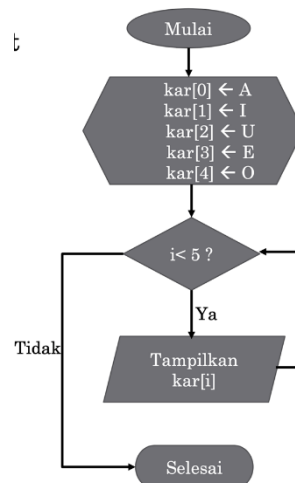 Mulai
kar[0] ← A
kar[1] ← I
kar[2] ← U
kar[3] ← E
kar[4] ← O
i< 5 ?
Ya
Tidak
Tampilkan
kar[i]
Selesai